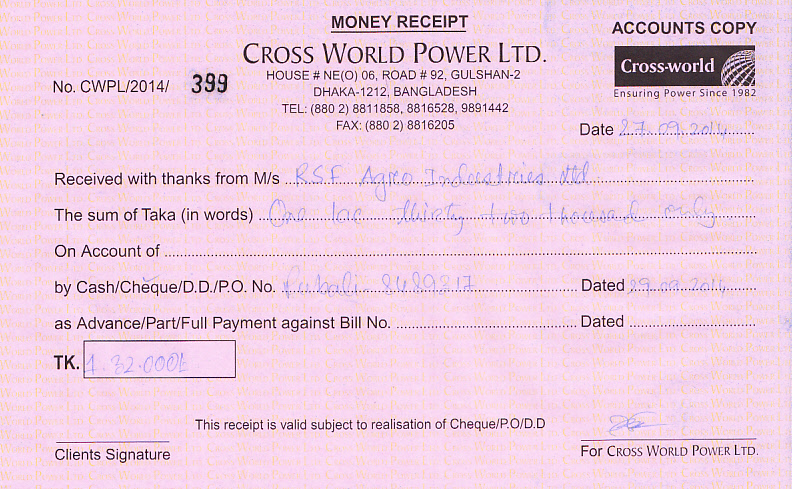 MONEY RECEIPT
ACCOUNTS COPY
CROSS WORLD POWER LTD.
Cross-world
Ensuring Power Since 1982
No. CWPL/2014/ 399
HOUSE # NE(O) 06, ROAD # 92, GULSHAN-2
DHAKA-1212, BANGLADESH
TEL: (880 2) 8811858, 8816528, 9891442
FAX: (880 2) 8816205
Date 27.09.2014
Received with thanks from M/s RSF Agro Industries ltd
The sum of Taka (in words) One lac thirty two thousand only
On Account of
by Cash/Cheque/D.D./P.O. No. Pubali 8489317 Dated 29.09.2014
as Advance/Part/Full Payment against Bill No. Dated
TK. 1.32.000/-
This receipt is valid subject to realisation of Cheque/P.O/D.D
Clients Signature
For CROSS WORLD POWER LTD.